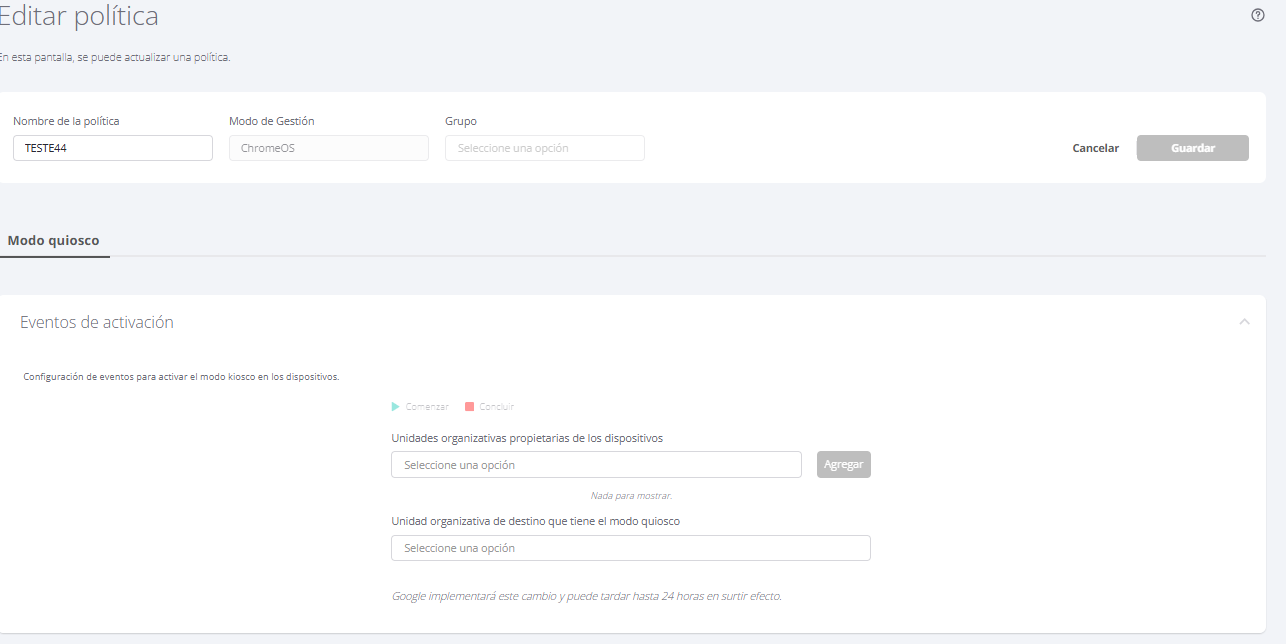 Editar política
En esta pantalla, se puede actualizar una política.
Nombre de la política
Modo de Gestión
Grupo
TESTE44
ChromeOS
Seleccione una opción
Cancelar
Guardar
Modo quiosco
Eventos de activación
Configuración de eventos para activar el modo kiosco en los dispositivos.
Comenzar
Concluir
Unidades organizativas propietarias de los dispositivos
Seleccione una opción
Agregar
Nada para mostrar.
Unidad organizativa de destino que tiene el modo quiosco
Seleccione una opción
Google implementará este cambio y puede tardar hasta 24 horas en surtir efecto.